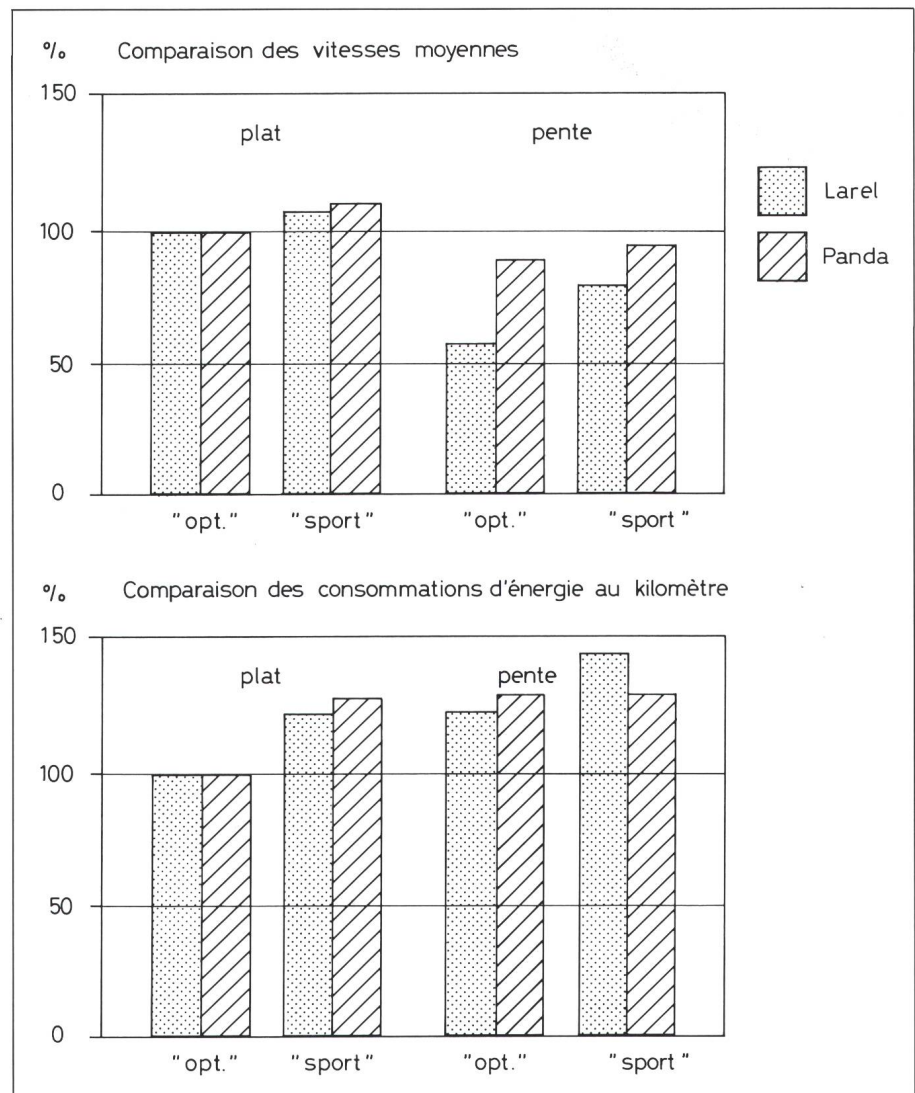 % Comparaison des vitesses moyennes
150
plat pente
Larel
100
Panda
50
0
"opt." "sport" "opt." "sport"
% Comparaison des consommations d'énergie au kilomètre
150
plat pente
100
50
0
"opt." "sport" "opt." "sport"